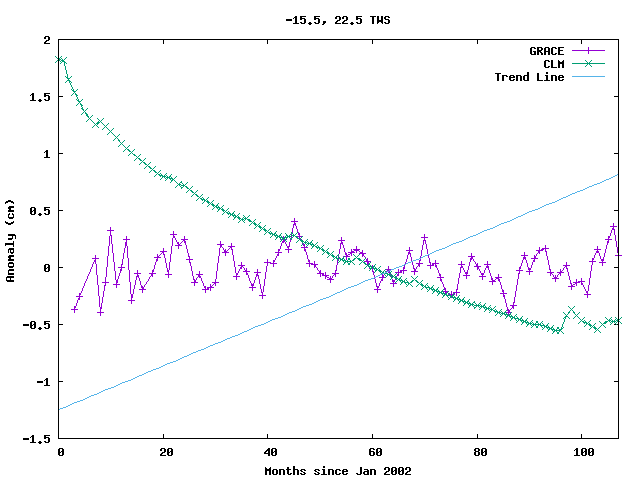 -15.5, 22.5 TWS
GRACE
CLM
Trend Line
2
1.5
1
0.5
0
-0.5
-1
-1.5
Anomaly (cm)
0 20 40 60 80 100
Months since Jan 2002